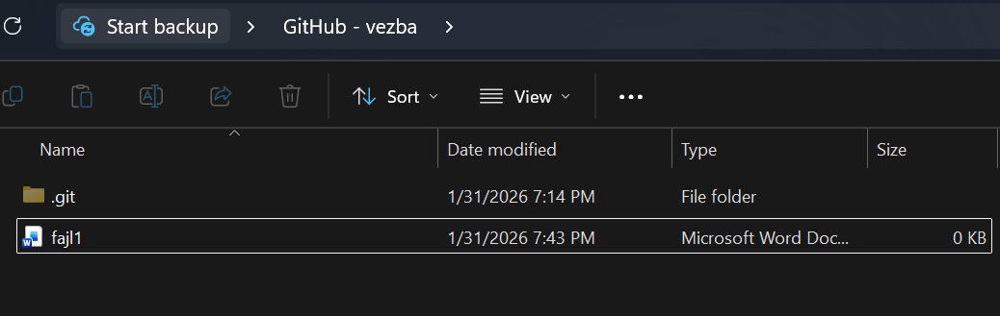 Start backup > GitHub - vezba >
Sort View ...
Name Date modified Type Size
.git 1/31/2026 7:14 PM File folder
fajl1 1/31/2026 7:43 PM Microsoft Word Doc... 0 KB